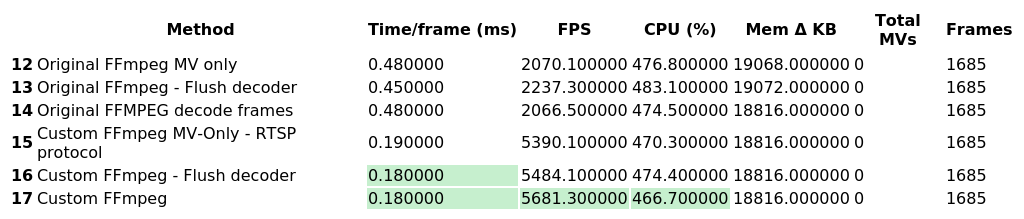 Method Time/frame (ms) FPS CPU (%) Mem Δ KB Total MVs Frames
12 Original FFmpeg MV only 0.480000 2070.100000 476.800000 19068.000000 0 1685
13 Original FFmpeg - Flush decoder 0.450000 2237.300000 483.100000 19072.000000 0 1685
14 Original FFMPEG decode frames 0.480000 2066.500000 474.500000 18816.000000 0 1685
15 Custom FFmpeg MV-Only - RTSP protocol 0.190000 5390.100000 470.300000 18816.000000 0 1685
16 Custom FFmpeg - Flush decoder 0.180000 5484.100000 474.400000 18816.000000 0 1685
17 Custom FFmpeg 0.180000 5681.300000 466.700000 18816.000000 0 1685